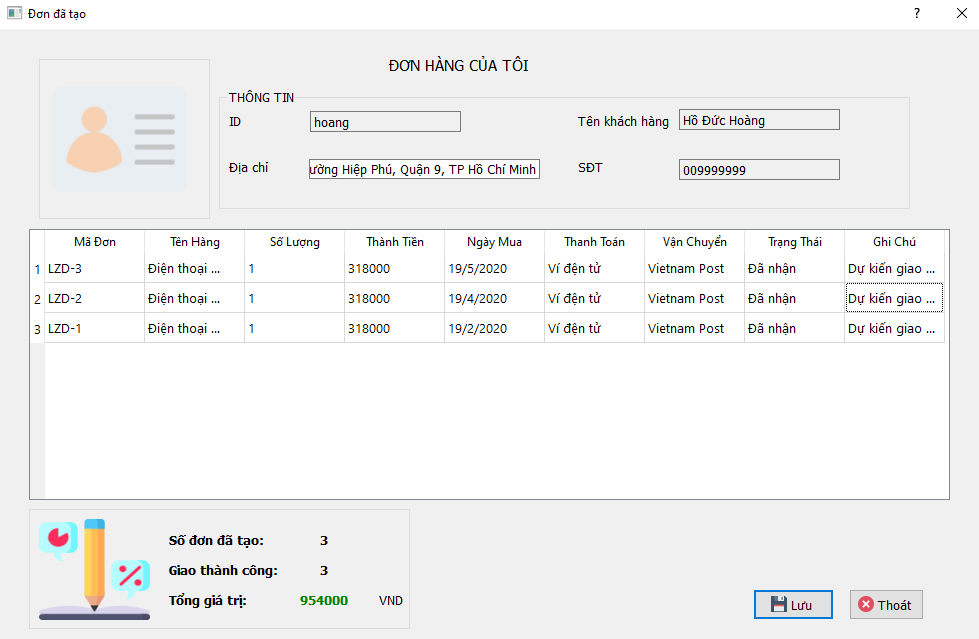 Đơn đã tạo
ĐƠN HÀNG CỦA TÔI
THÔNG TIN
ID hoang Tên khách hàng Hồ Đức Hoàng
Địa chỉ ường Hiệp Phú, Quận 9, TP Hồ Chí Minh SĐT 009999999
Mã Đơn Tên Hàng Số Lượng Thành Tiền Ngày Mua Thanh Toán Vận Chuyển Trạng Thái Ghi Chú
1 LZD-3 Điện thoại ... 1 318000 19/5/2020 Ví đện tử Vietnam Post Đã nhận Dự kiến giao ...
2 LZD-2 Điện thoại ... 1 318000 19/4/2020 Ví đện tử Vietnam Post Đã nhận Dự kiến giao ...
3 LZD-1 Điện thoại ... 1 318000 19/2/2020 Ví đện tử Vietnam Post Đã nhận Dự kiến giao ...
Số đơn đã tạo: 3
Giao thành công: 3
Tổng giá trị: 954000 VND
Lưu Thoát